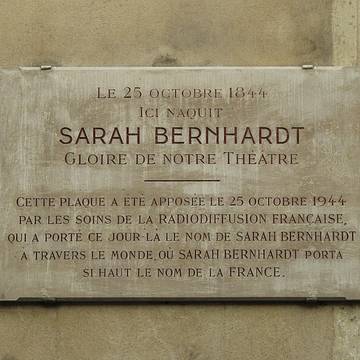 LE 25 OCTOBRE 1844
ICI NAQUIT
SARAH BERNHARDT
GLOIRE DE NOTRE THÉATRE
CETTE PLAQUE A ÉTÉ APPOSÉE LE 25 OCTOBRE 1944
PAR LES SOINS DE LA RADIODIFFUSION FRANÇAISE,
QUI A PORTÉ CE JOUR-LÀ LE NOM DE SARAH BERNHARDT
A TRAVERS LE MONDE, OÙ SARAH BERNHARDT PORTA
SI HAUT LE NOM DE LA FRANCE.